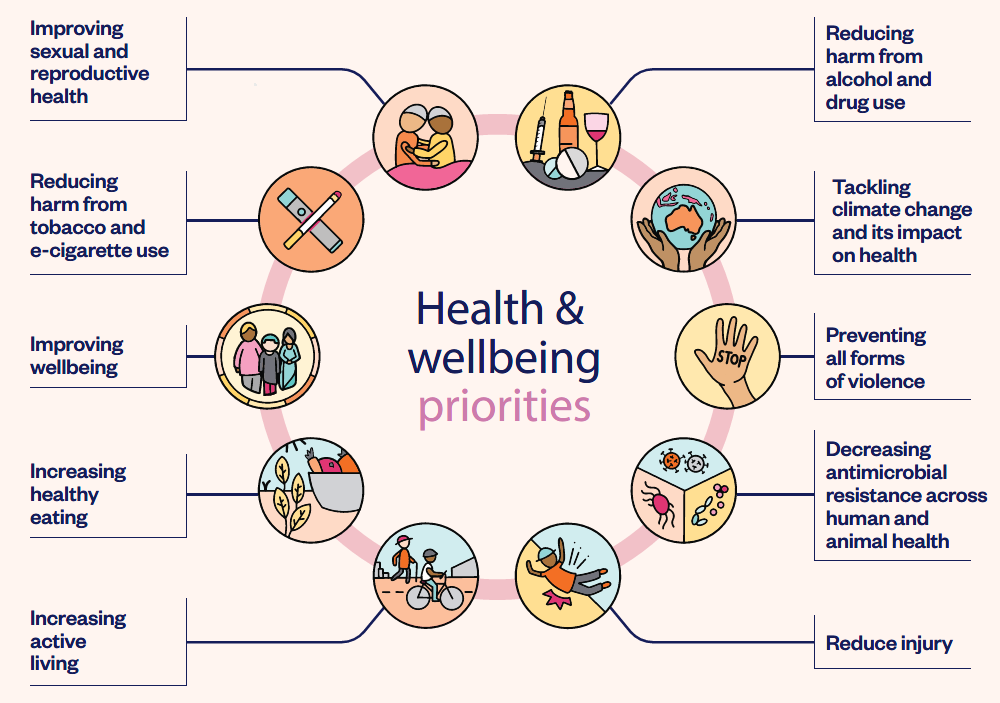 Improving
sexual and
reproductive
health
Reducing
harm from
tobacco and
e-cigarette use
Improving
wellbeing
Increasing
healthy
eating
Increasing
active
living
Health &
wellbeing
priorities
Reducing
harm from
alcohol and
drug use
Tackling
climate change
and its impact
on health
STOP
Preventing
all forms
of violence
Decreasing
antimicrobial
resistance across
human and
animal health
Reduce injury